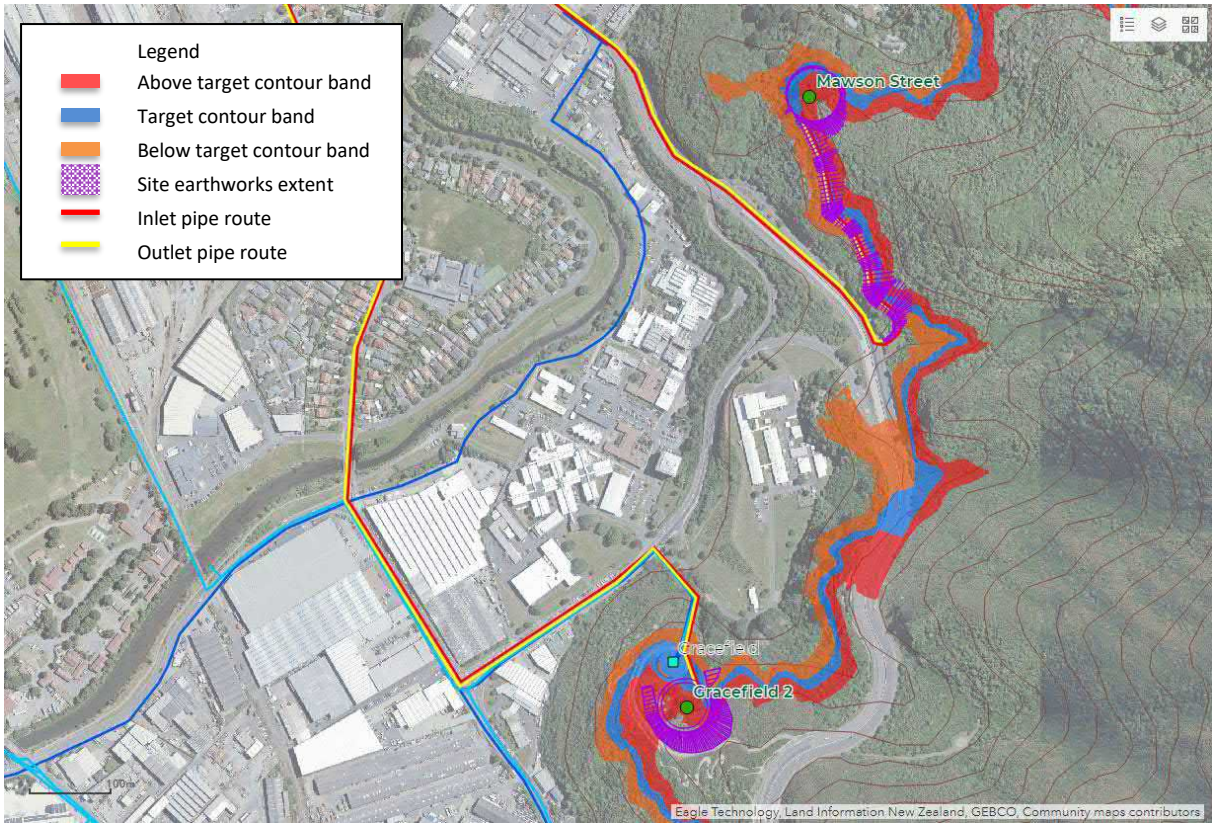 Legend
Above target contour band
Target contour band
Below target contour band
Site earthworks extent
Inlet pipe route
Outlet pipe route
Mawson Street
Gracefield
Gracefield 2
100m
Eagle Technology, Land Information New Zealand, GEBCO, Community maps contributors